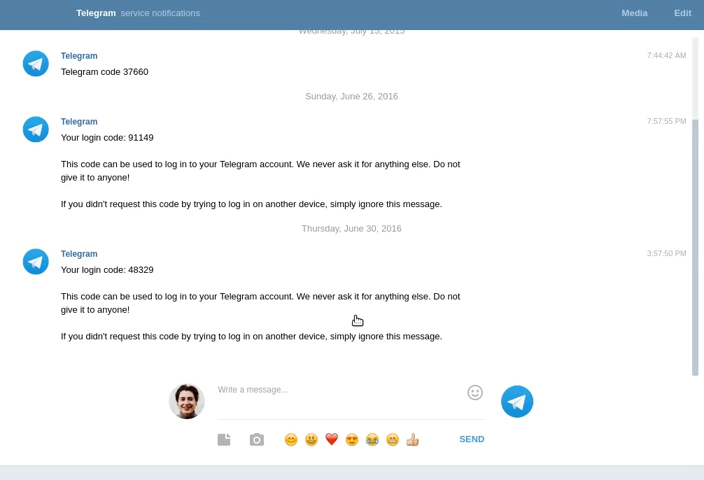 Telegram service notifications Media Edit
Wednesday, July 15, 2015
Telegram 7:44:42 AM
Telegram code 37660
Sunday, June 26, 2016
Telegram 7:57:55 PM
Your login code: 91149
This code can be used to log in to your Telegram account. We never ask it for anything else. Do not
give it to anyone!
If you didn't request this code by trying to log in on another device, simply ignore this message.
Thursday, June 30, 2016
Telegram 3:57:50 PM
Your login code: 48329
This code can be used to log in to your Telegram account. We never ask it for anything else. Do not
give it to anyone!
If you didn't request this code by trying to log in on another device, simply ignore this message.
Write a message...
SEND